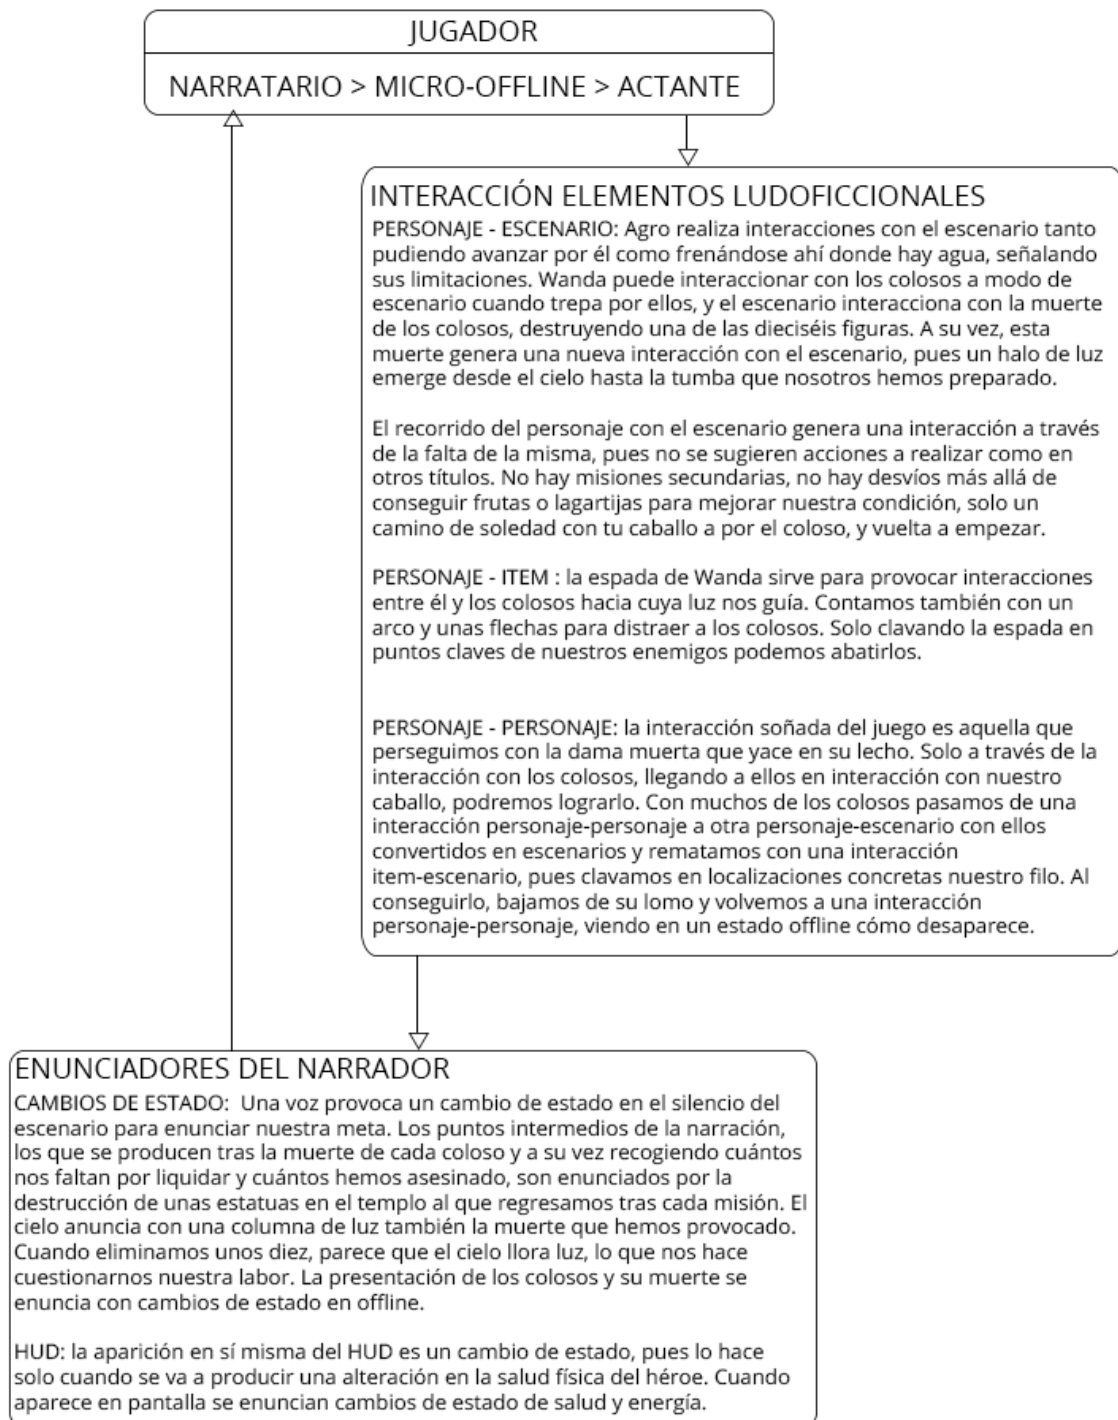 JUGADOR
NARRATARIO > MICRO-OFFLINE > ACTANTE
INTERACCIÓN ELEMENTOS LUDOFICCIONALES
PERSONAJE - ESCENARIO: Agro realiza interacciones con el escenario tanto
pudiendo avanzar por él como frenándose ahí donde hay agua, señalando
sus limitaciones. Wanda puede interaccionar con los colosos a modo de
escenario cuando trepa por ellos, y el escenario interacciona con la muerte
de los colosos, destruyendo una de las dieciséis figuras. A su vez, esta
muerte genera una nueva interacción con el escenario, pues un halo de luz
emerge desde el cielo hasta la tumba que nosotros hemos preparado.
El recorrido del personaje con el escenario genera una interacción a través
de la falta de la misma, pues no se sugieren acciones a realizar como en
otros títulos. No hay misiones secundarias, no hay desvíos más allá de
conseguir frutas o lagartijas para mejorar nuestra condición, solo un
camino de soledad con tu caballo a por el coloso, y vuelta a empezar.
PERSONAJE - ITEM : la espada de Wanda sirve para provocar interacciones
entre él y los colosos hacia cuya luz nos guía. Contamos también con un
arco y unas flechas para distraer a los colosos. Solo clavando la espada en
puntos claves de nuestros enemigos podemos abatirlos.
PERSONAJE - PERSONAJE: la interacción soñada del juego es aquella que
perseguimos con la dama muerta que yace en su lecho. Solo a través de la
interacción con los colosos, llegando a ellos en interacción con nuestro
caballo, podremos lograrlo. Con muchos de los colosos pasamos de una
interacción personaje-personaje a otra personaje-escenario con ellos
convertidos en escenarios y rematamos con una interacción
item-escenario, pues clavamos en localizaciones concretas nuestro filo. Al
conseguirlo, bajamos de su lomo y volvemos a una interacción
personaje-personaje, viendo en un estado offline cómo desaparece.
ENUNCIADORES DEL NARRADOR
CAMBIOS DE ESTADO: Una voz provoca un cambio de estado en el silencio del
escenario para enunciar nuestra meta. Los puntos intermedios de la narración,
los que se producen tras la muerte de cada coloso y a su vez recogiendo cuántos
nos faltan por liquidar y cuántos hemos asesinado, son enunciados por la
destrucción de unas estatuas en el templo al que regresamos tras cada misión. El
cielo anuncia con una columna de luz también la muerte que hemos provocado.
Cuando eliminamos unos diez, parece que el cielo llora luz, lo que nos hace
cuestionarnos nuestra labor. La presentación de los colosos y su muerte se
enuncia con cambios de estado en offline.
HUD: la aparición en sí misma del HUD es un cambio de estado, pues lo hace
solo cuando se va a producir una alteración en la salud física del héroe. Cuando
aparece en pantalla se enuncian cambios de estado de salud y energía.